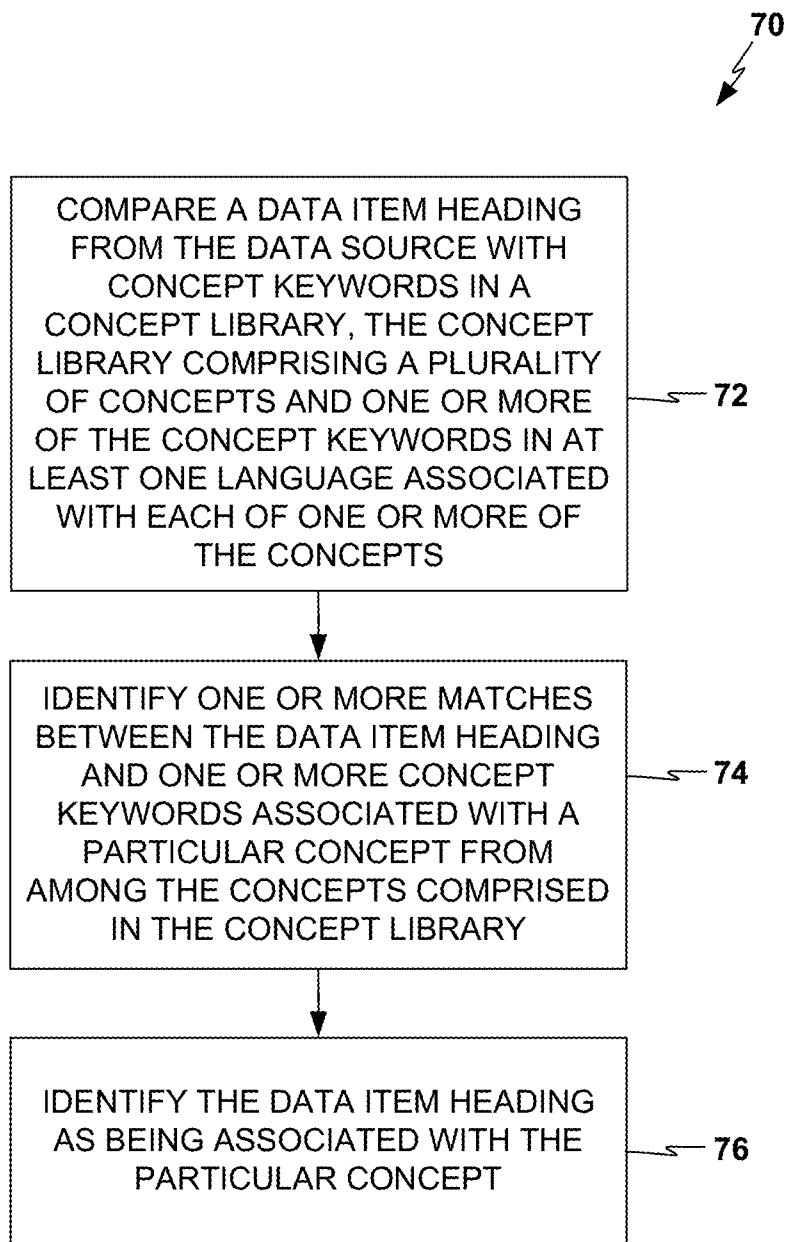 70
COMPARE A DATA ITEM HEADING
FROM THE DATA SOURCE WITH
CONCEPT KEYWORDS IN A
CONCEPT LIBRARY, THE CONCEPT
LIBRARY COMPRISING A PLURALITY
OF CONCEPTS AND ONE OR MORE
OF THE CONCEPT KEYWORDS IN AT
LEAST ONE LANGUAGE ASSOCIATED
WITH EACH OF ONE OR MORE OF
THE CONCEPTS
72
IDENTIFY ONE OR MORE MATCHES
BETWEEN THE DATA ITEM HEADING
AND ONE OR MORE CONCEPT
KEYWORDS ASSOCIATED WITH A
PARTICULAR CONCEPT FROM
AMONG THE CONCEPTS COMPRISED
IN THE CONCEPT LIBRARY
74
IDENTIFY THE DATA ITEM HEADING
AS BEING ASSOCIATED WITH THE
PARTICULAR CONCEPT
76